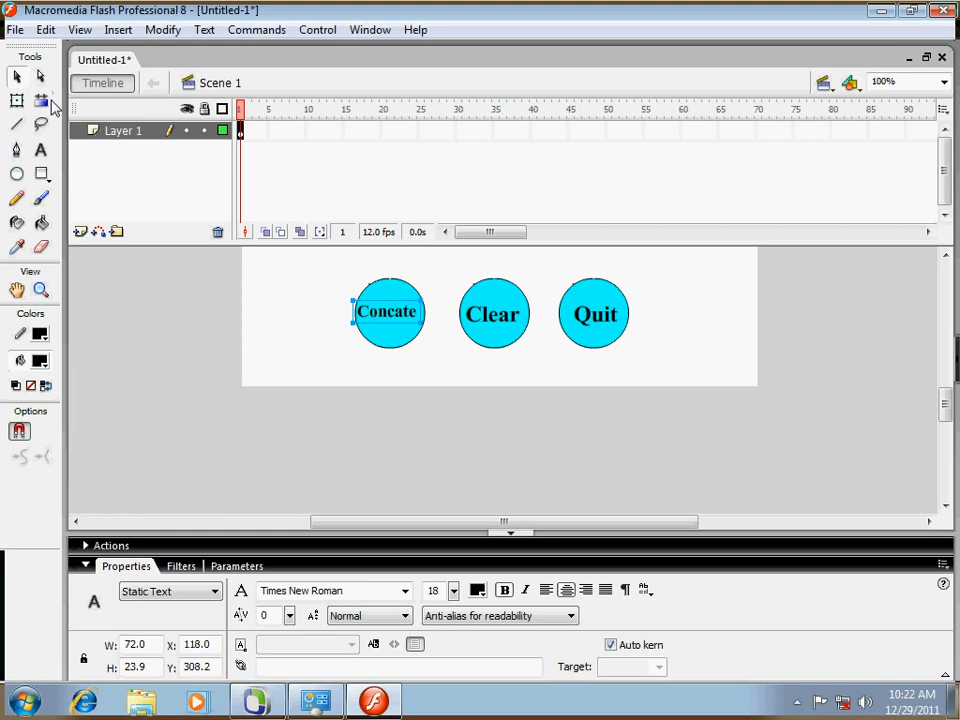 Macromedia Flash Professional 8 - [Untitled-1*]
File Edit View Insert Modify Text Commands Control Window Help
Tools
Untitled-1*
Timeline
Scene 1
100%
1 5 10 15 20 25 30 35 40 45 50 55 60 65 70 75 80 85 90
Layer 1
1 12.0 fps 0.0s
View
Colors
Options
Concate Clear Quit
Actions
Properties Filters Parameters
Static Text
A Times New Roman 18 B I
0 Normal Anti-alias for readability
W: 72.0 X: 118.0
H: 23.9 Y: 308.2
Auto kern
Target:
10:22 AM
12/29/2011